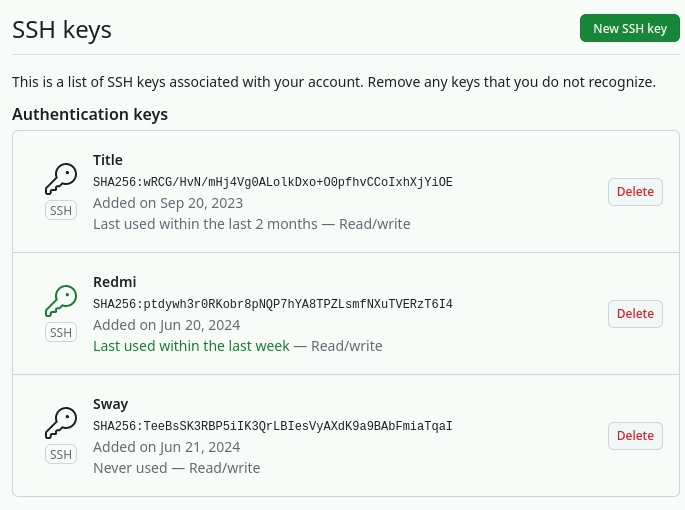 SSH keys
New SSH key
This is a list of SSH keys associated with your account. Remove any keys that you do not recognize.
Authentication keys
Title
SHA256:wRCG/HvN/mHj4Vg0ALolkDxo+O0pfhvCCoIxhXjYiOE
Added on Sep 20, 2023
Last used within the last 2 months — Read/write
SSH
Delete
Redmi
SHA256:ptdywh3r0RKobr8pNQP7hYA8TPZLsmfNXuTVERzT6I4
Added on Jun 20, 2024
Last used within the last week — Read/write
SSH
Delete
Sway
SHA256:TeeBsSK3RBP5iIK3QrLBIesVyAXdK9a9BAbFmiaTqaI
Added on Jun 21, 2024
Never used — Read/write
SSH
Delete